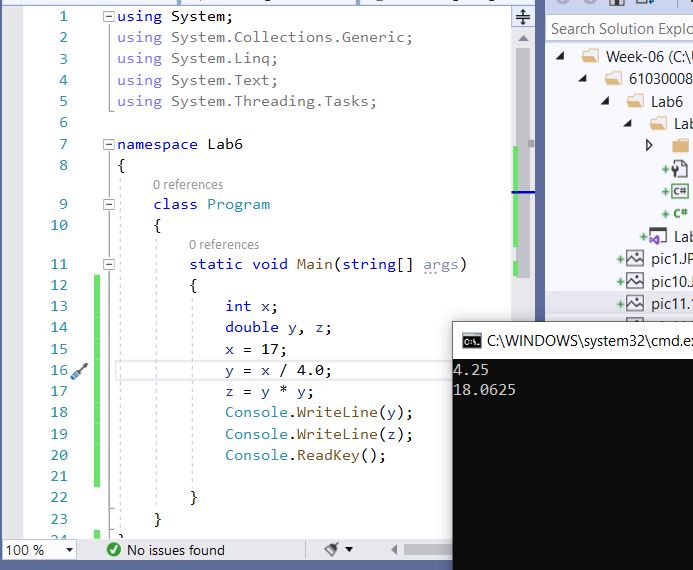 1 using System;
2 using System.Collections.Generic;
3 using System.Linq;
4 using System.Text;
5 using System.Threading.Tasks;
6
7 namespace Lab6
8 {
0 references
9 class Program
10 {
0 references
11 static void Main(string[] args)
12 {
13 int x;
14 double y, z;
15 x = 17;
16 y = x / 4.0;
17 z = y * y;
18 Console.WriteLine(y);
19 Console.WriteLine(z);
20 Console.ReadKey();
21
22 }
23 }
100 % No issues found
Search Solution Explo
Week-06 (C:\
61030008
Lab6
Lab
C#
C#
Lab
pic1.JP
pic10.J
pic11.1
C:\WINDOWS\system32\cmd.ex
4.25
18.0625